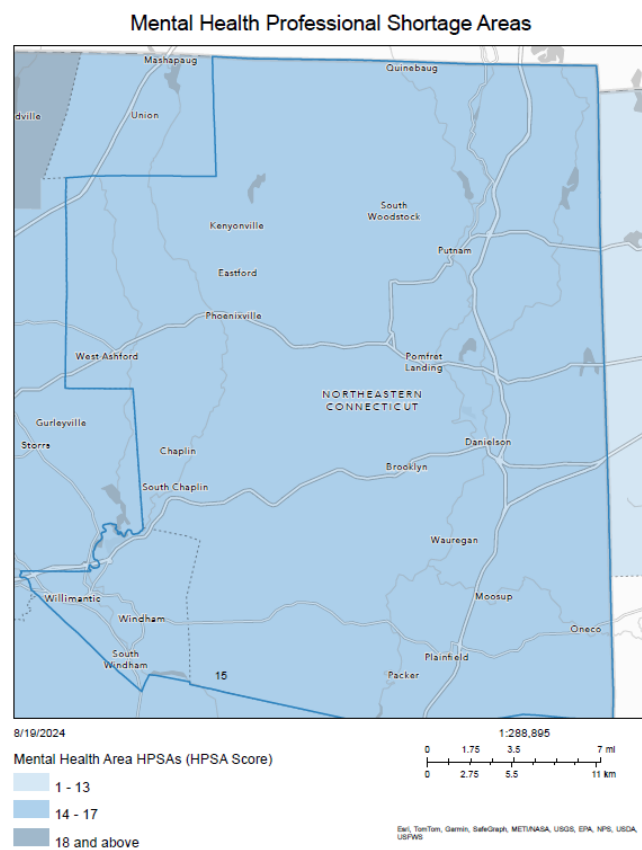 Mental Health Professional Shortage Areas
Mashapaug
Quinebaug
dville
Union
South
Woodstock
Kenyonville
Putnam
Eastford
Phoenixville
West Ashford
Pomfret
Landing
NORTHEASTERN
CONNECTICUT
Gurleyville
Storrs
Danielson
Chaplin
Brooklyn
South Chaplin
Wauregan
Willimantic
Moosup
Windham
Oneco
South
Windham
Plainfield
15
Packer
8/19/2024
1:288,895
0 1.75 3.5 7 mi
0 2.75 5.5 11 km
Mental Health Area HPSAs (HPSA Score)
1 - 13
14 - 17
18 and above
Esri, TomTom, Garmin, SafeGraph, METI/NASA, USGS, EPA, NPS, USDA,
USFWS